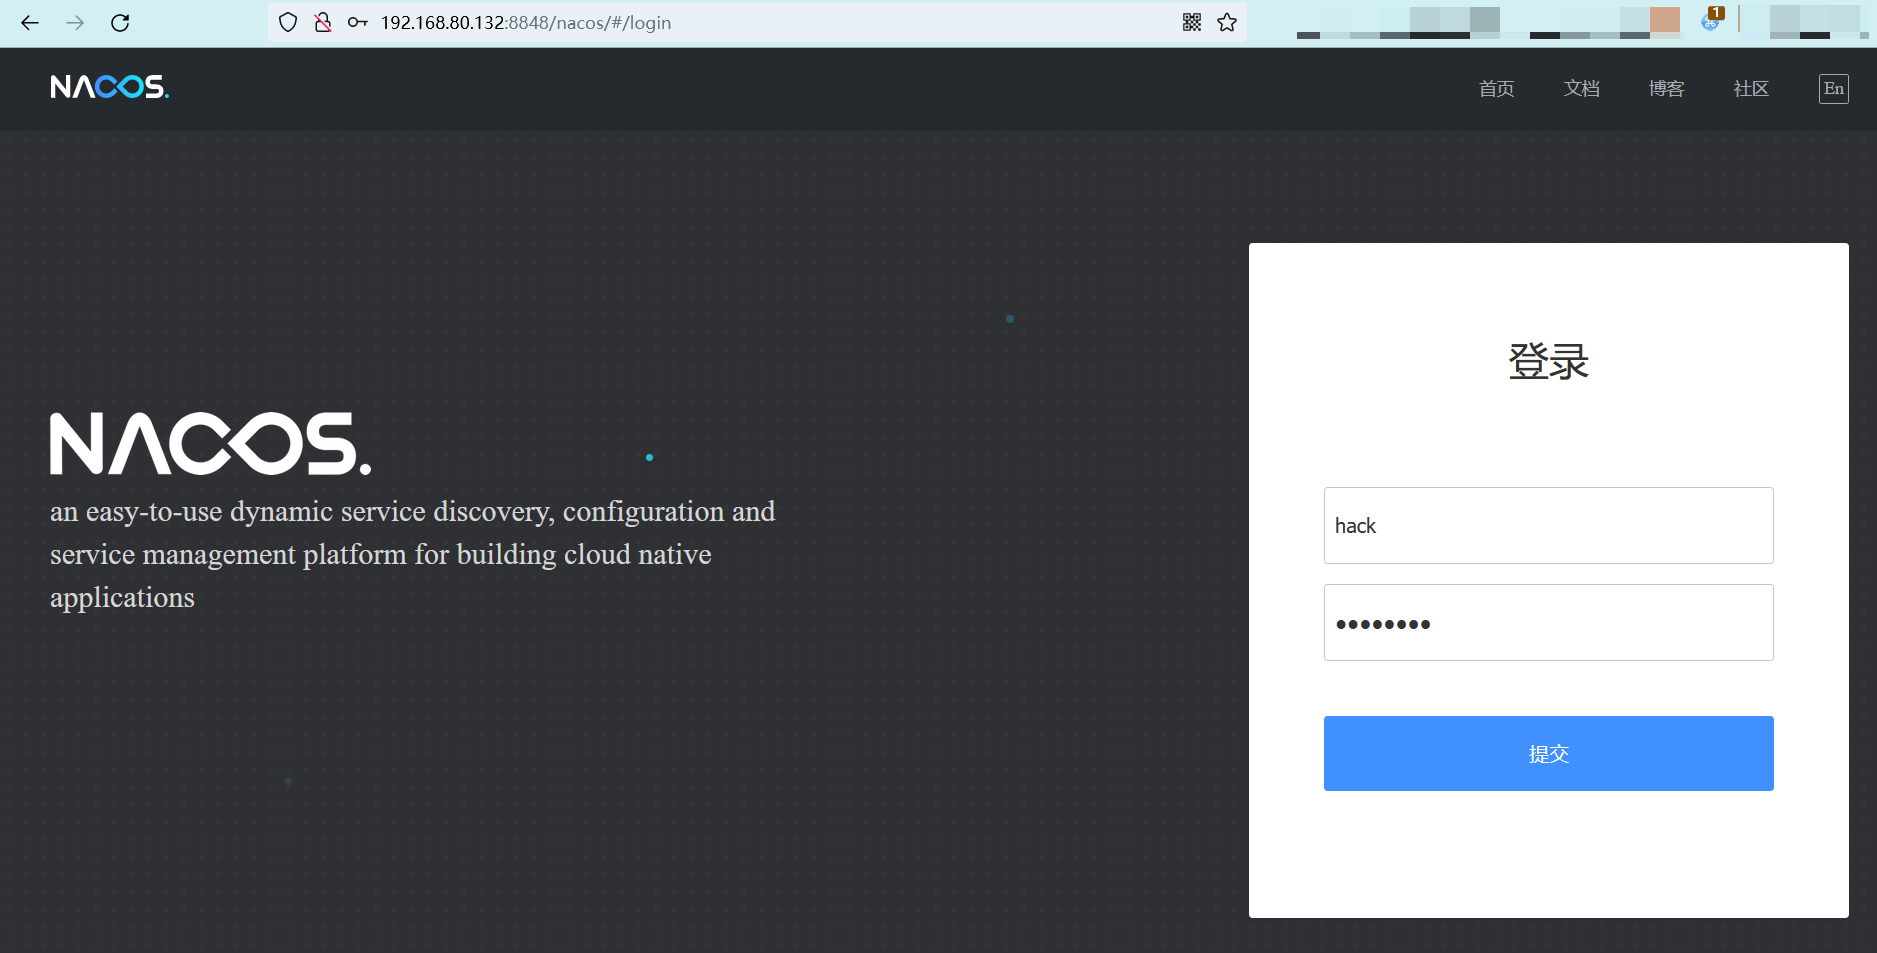 192.168.80.132:8848/nacos/#/login
1
NACOS.
首页 文档 博客 社区 En
登录
hack
NACOS.
an easy-to-use dynamic service discovery, configuration and
service management platform for building cloud native
applications
提交